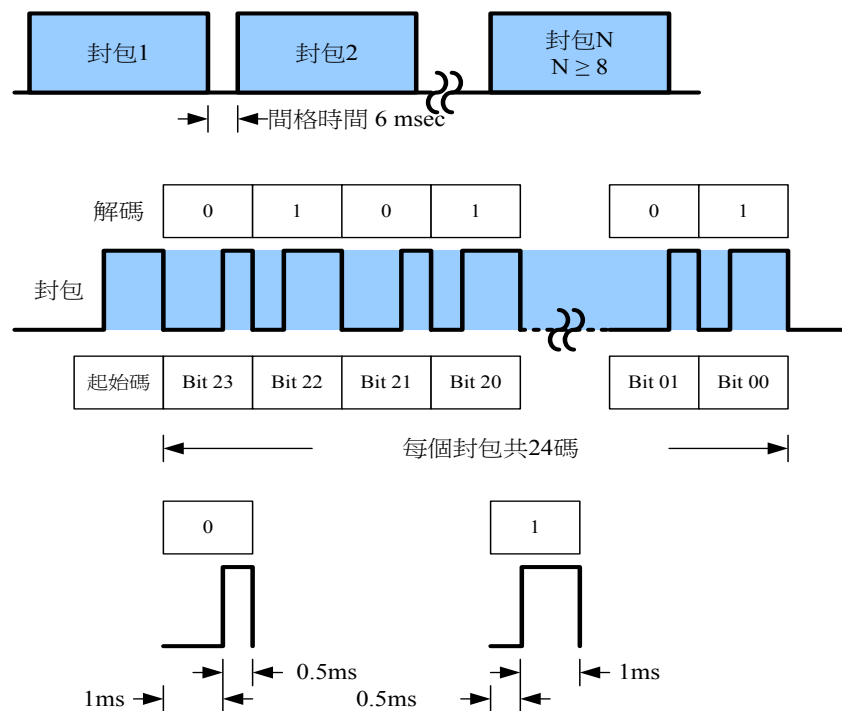 封包1
封包2
封包N
N ≥ 8
間格時間 6 msec
解碼
0
1
0
1
0
1
封包
起始碼
Bit 23
Bit 22
Bit 21
Bit 20
Bit 01
Bit 00
每個封包共24碼
0
1
0.5ms
1ms
1ms
0.5ms